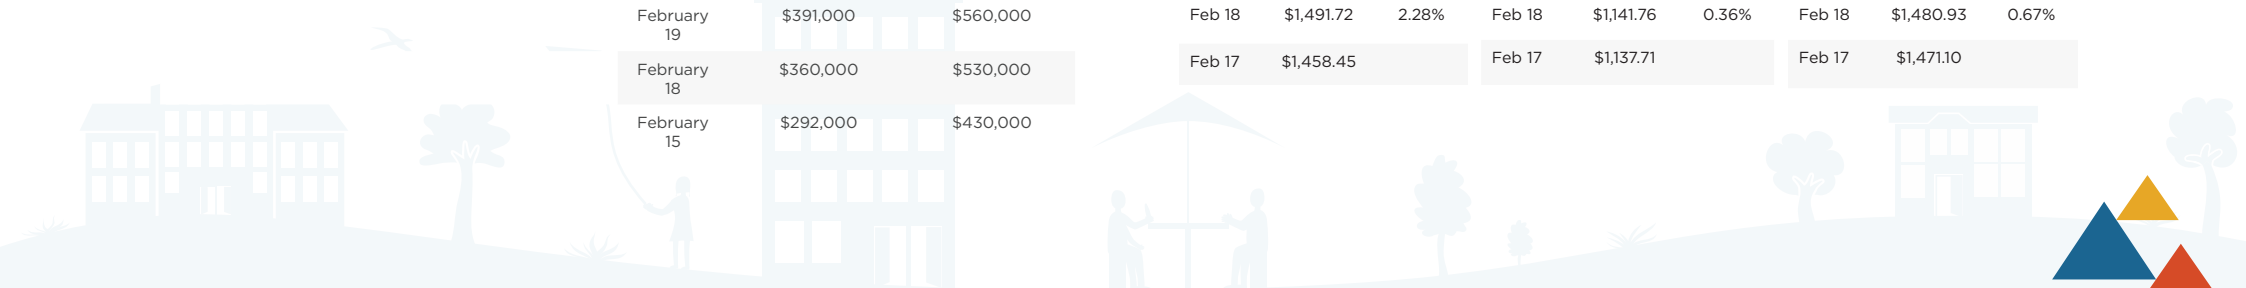 February $391,000 $560,000
19
February $360,000 $530,000
18
February $292,000 $430,000
15
Feb 18 $1,491.72 2.28%
Feb 17 $1,458.45
Feb 18 $1,141.76 0.36%
Feb 17 $1,137.71
Feb 18 $1,480.93 0.67%
Feb 17 $1,471.10